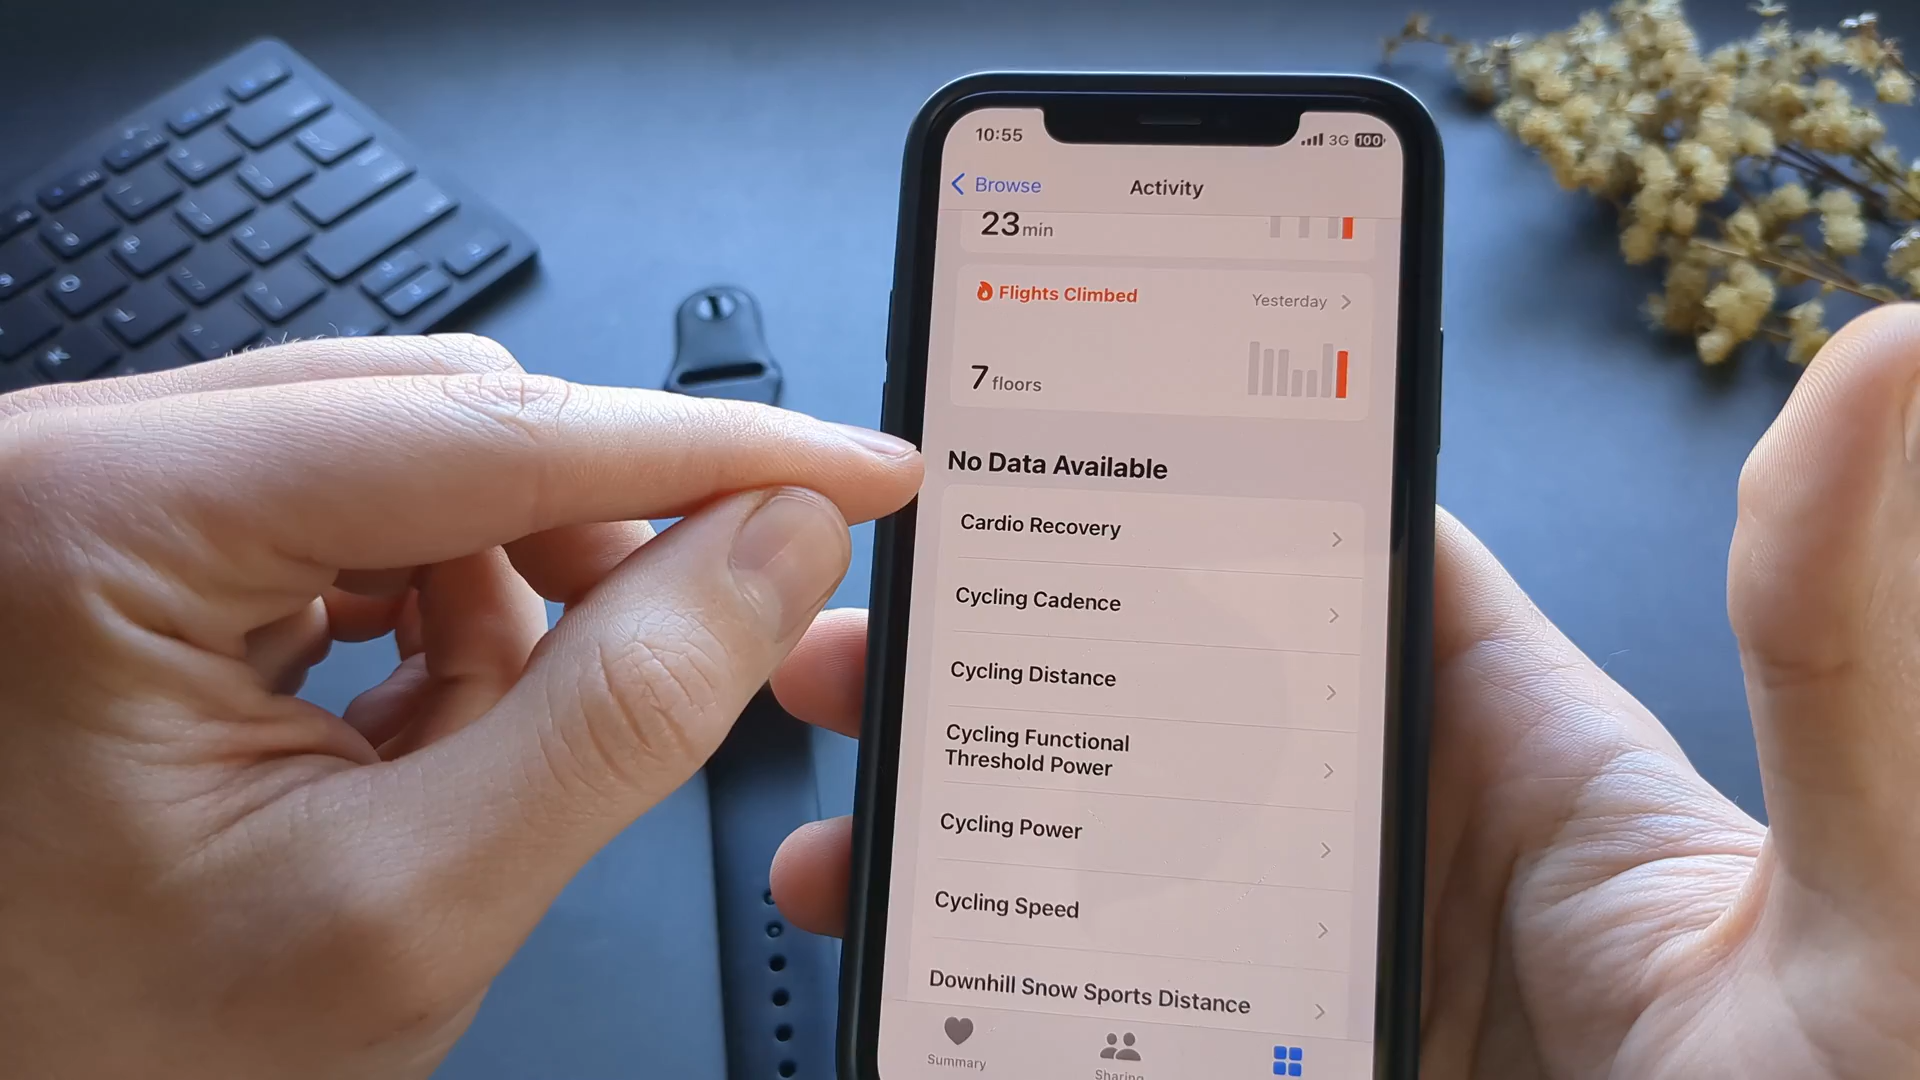 10:55
3G 100
Browse
Activity
23 min
Flights Climbed
Yesterday
7 floors
No Data Available
Cardio Recovery
Cycling Cadence
Cycling Distance
Cycling Functional
Threshold Power
Cycling Power
Cycling Speed
Downhill Snow Sports Distance
Summary
Sharing